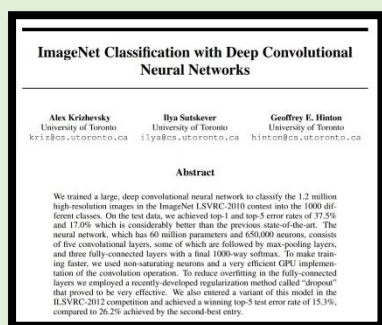 ImageNet Classification with Deep Convolutional
Neural Networks
Alex Krizhevsky
University of Toronto
kriz@cs.utoronto.ca
Ilya Sutskever
University of Toronto
ilya@cs.utoronto.ca
Geoffrey E. Hinton
University of Toronto
hinton@cs.utoronto.ca
Abstract
We trained a large, deep convolutional neural network to classify the 1.2 million
high-resolution images in the ImageNet LSVRC-2010 contest into the 1000 dif-
ferent classes. On the test data, we achieved top-1 and top-5 error rates of 37.5%
and 17.0% which is considerably better than the previous state-of-the-art. The
neural network, which has 60 million parameters and 650,000 neurons, consists
of five convolutional layers, some of which are followed by max-pooling layers,
and three fully-connected layers with a final 1000-way softmax. To make train-
ing faster, we used non-saturating neurons and a very efficient GPU implemen-
tation of the convolution operation. To reduce overfitting in the fully-connected
layers we employed a recently-developed regularization method called “dropout”
that proved to be very effective. We also entered a variant of this model in the
ILSVRC-2012 competition and achieved a winning top-5 test error rate of 15.3%,
compared to 26.2% achieved by the second-best entry.